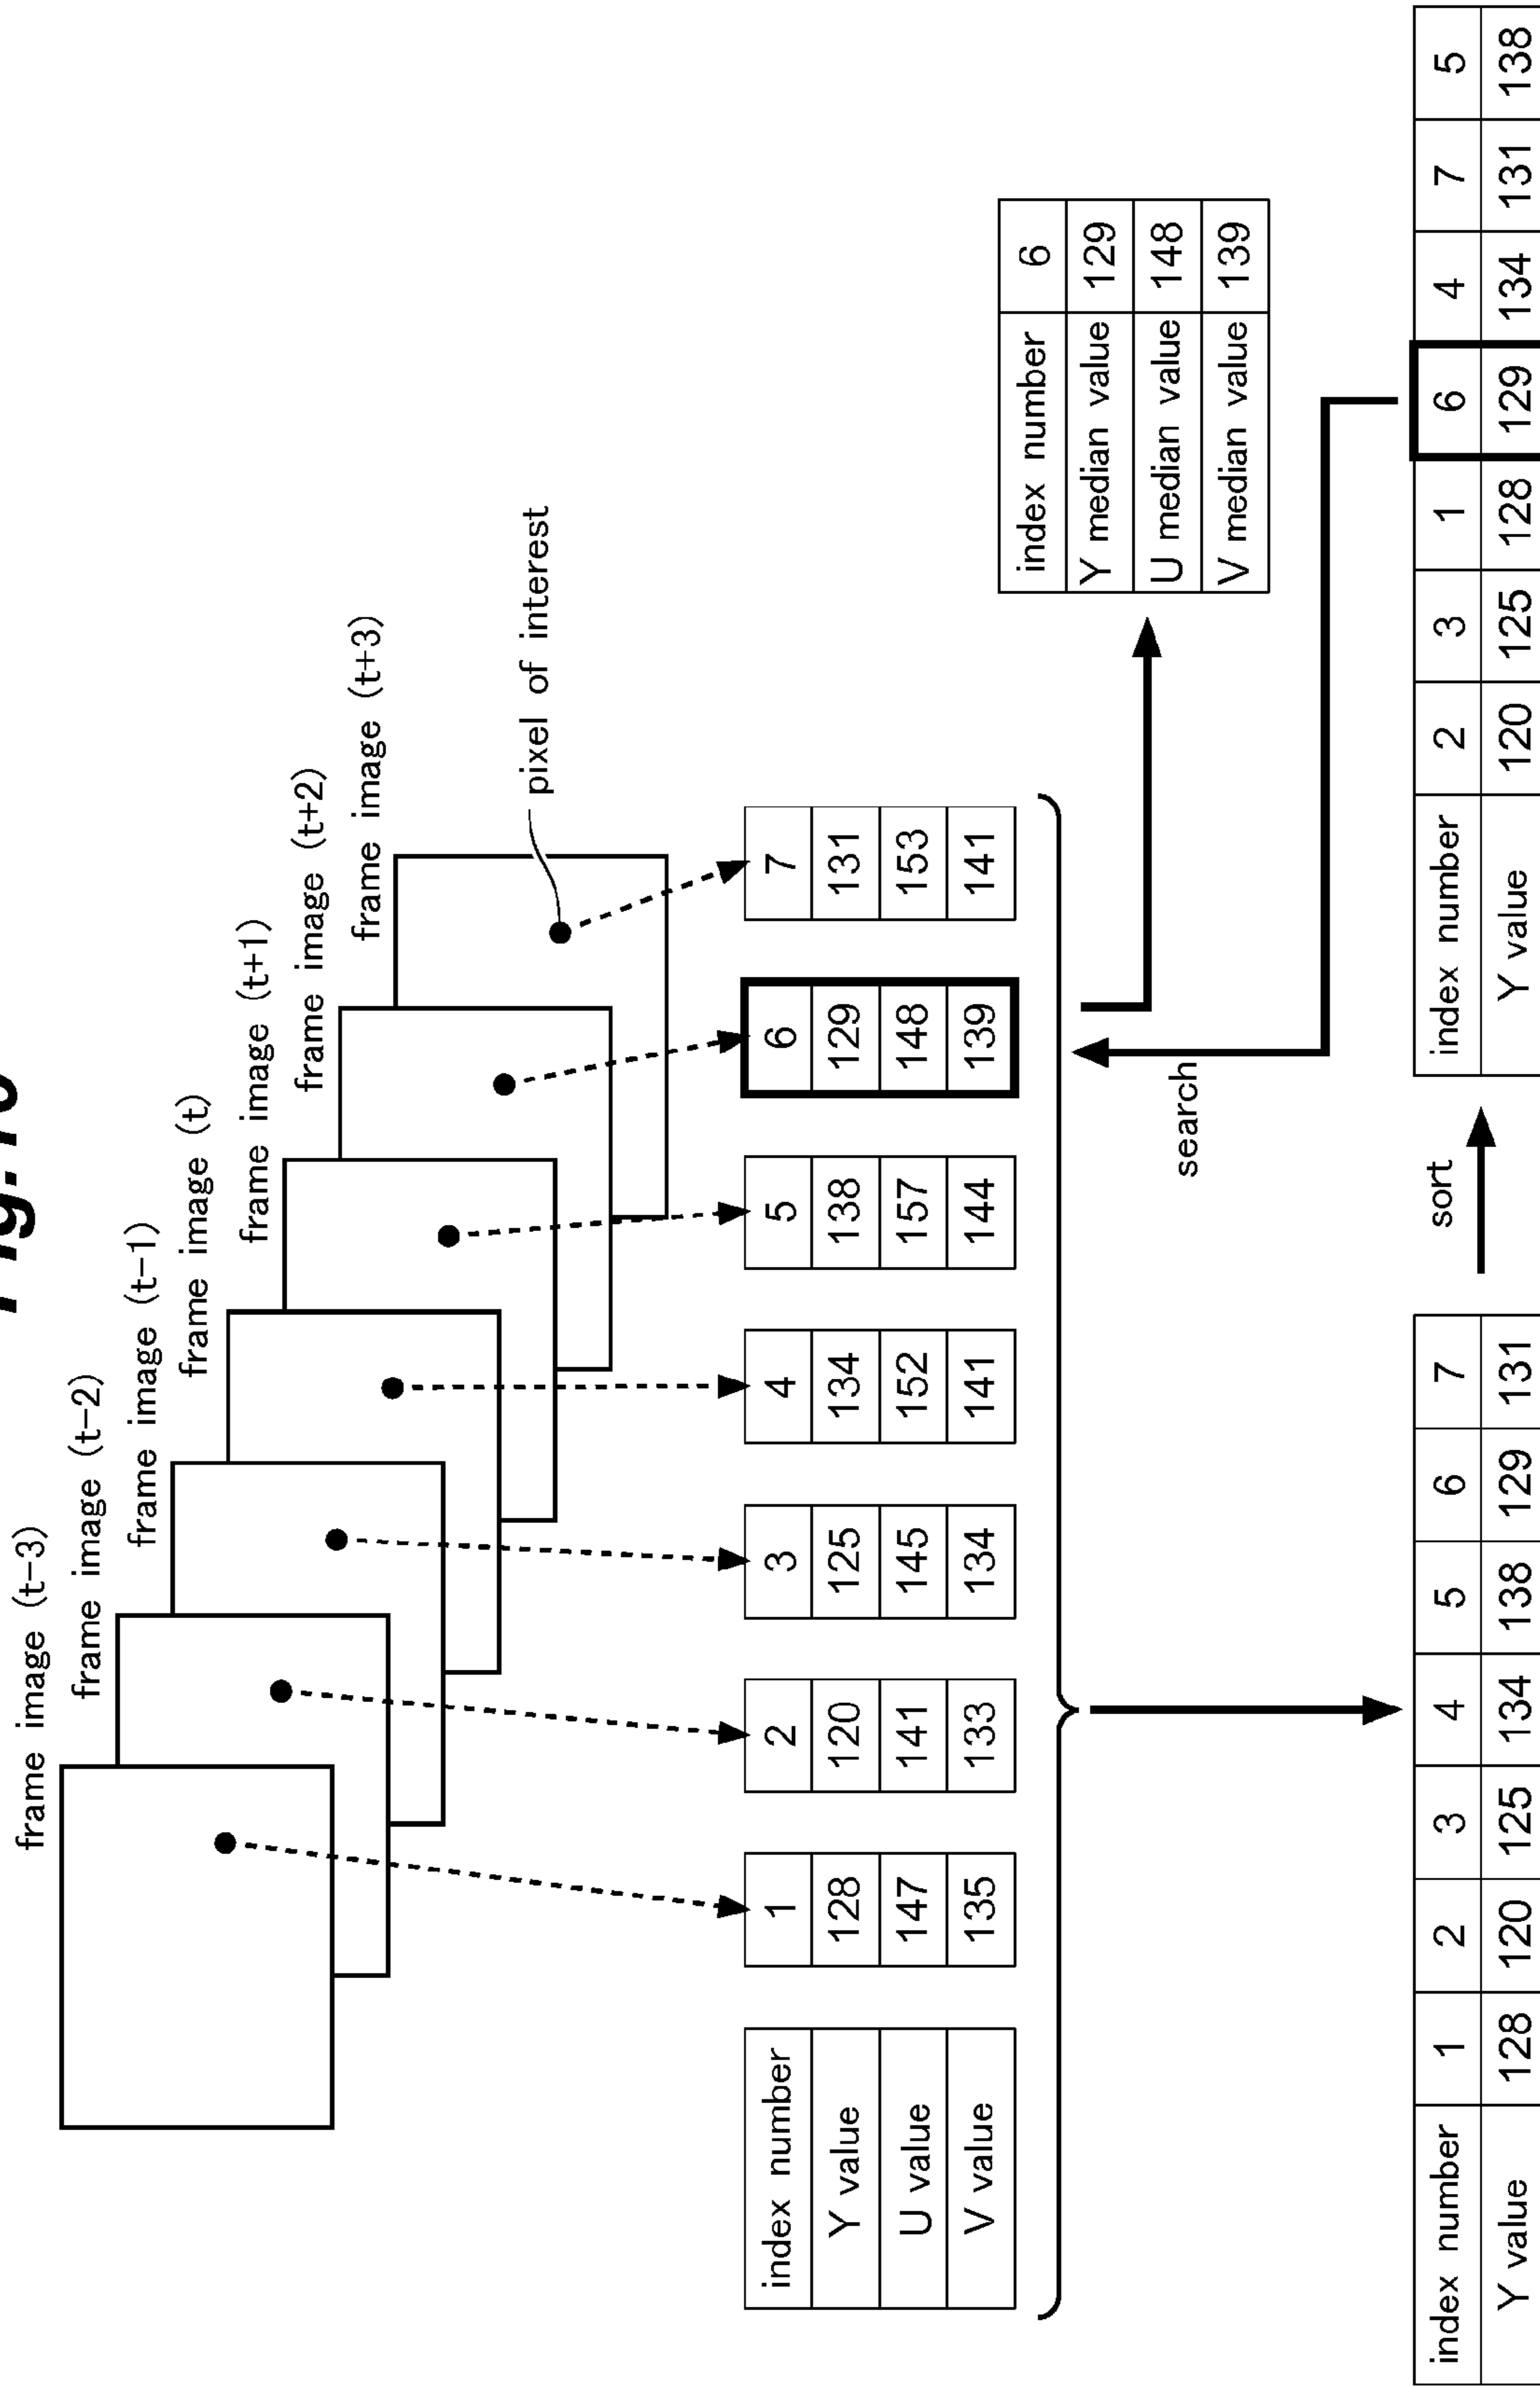 frame image (t−3)
frame image (t−2)
frame image (t−1)
frame image (t)
frame image (t+1)
frame image (t+2)
frame image (t+3)
pixel of interest
index number 1 2 3 4 5 6 7
Y value 128 120 125 134 138 129 131
U value 147 141 145 152 157 148 153
V value 135 133 134 141 144 139 141
index number 6
Y median value 129
U median value 148
V median value 139
search
index number 1 2 3 4 5 6 7
Y value 128 120 125 134 138 129 131
sort
index number 2 3 1 6 4 7 5
Y value 120 125 128 129 134 131 138